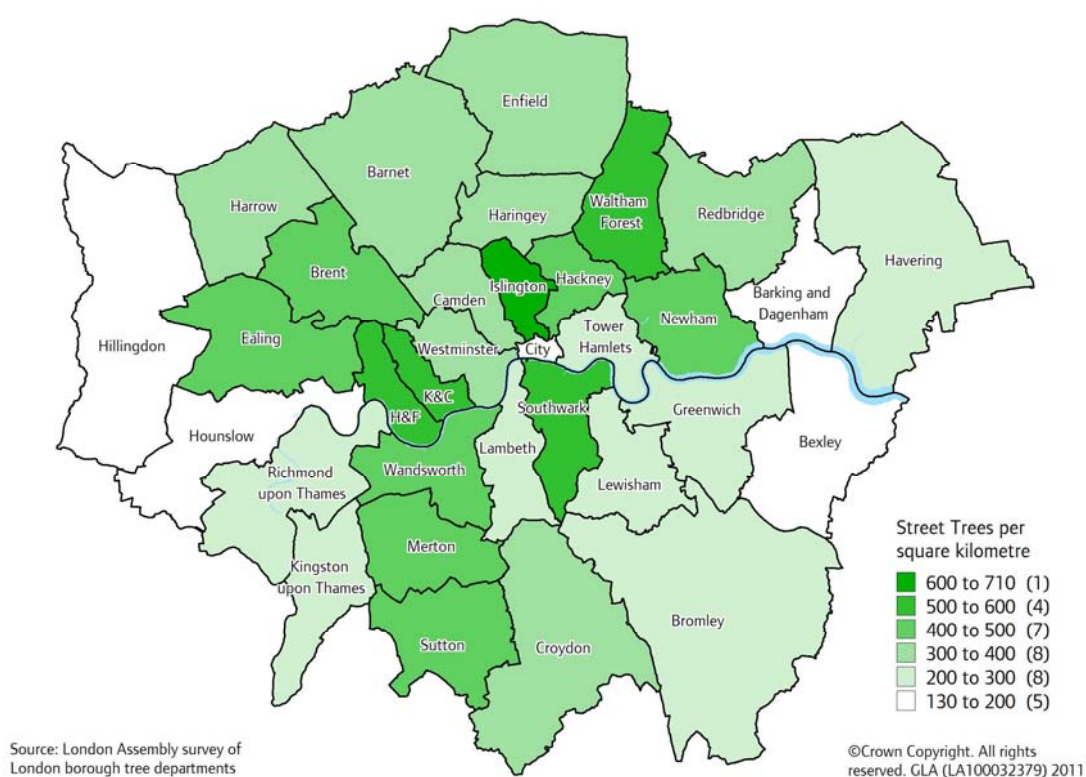 Enfield
Barnet
Harrow
Haringey
Waltham
Forest
Redbridge
Havering
Brent
Camden
Islington
Hackney
Barking and
Dagenham
Hillingdon
Ealing
Westminster
City
Tower
Hamlets
Newham
K&C
H&F
Southwark
Greenwich
Hounslow
Bexley
Lambeth
Wandsworth
Richmond
upon Thames
Lewisham
Merton
Kingston
upon Thames
Sutton
Croydon
Bromley
Street Trees per
square kilometre
600 to 710 (1)
500 to 600 (4)
400 to 500 (7)
300 to 400 (8)
200 to 300 (8)
130 to 200 (5)
Source: London Assembly survey of
London borough tree departments
©Crown Copyright. All rights
reserved. GLA (LA100032379) 2011